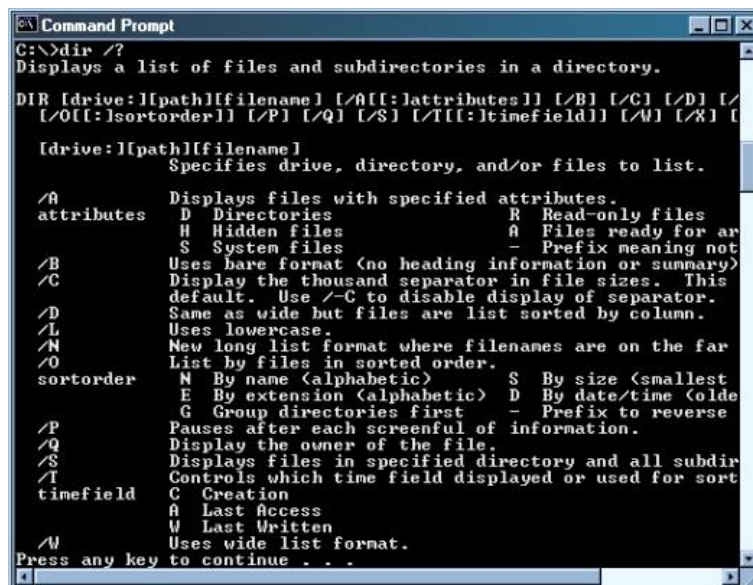 Command Prompt
C:\>dir /?
Displays a list of files and subdirectories in a directory.
DIR [drive:][path][filename] [/A[[:]attributes]] [/B] [/C] [/D] [/
[/O[[:]sortorder]] [/P] [/Q] [/S] [/T[[:]timefield]] [/W] [/X] [
[drive:][path][filename]
Specifies drive, directory, and/or files to list.
/A Displays files with specified attributes.
attributes D Directories R Read-only files
H Hidden files A Files ready for ar
S System files - Prefix meaning not
/B Uses bare format (no heading information or summary)
/C Display the thousand separator in file sizes. This
default. Use /-C to disable display of separator.
/D Same as wide but files are list sorted by column.
/L Uses lowercase.
/N New long list format where filenames are on the far
/O List by files in sorted order.
sortorder N By name (alphabetic) S By size (smallest
E By extension (alphabetic) D By date/time (olde
G Group directories first - Prefix to reverse
/P Pauses after each screenful of information.
/Q Display the owner of the file.
/S Displays files in specified directory and all subdir
/T Controls which time field displayed or used for sort
timefield C Creation
A Last Access
W Last Written
/W Uses wide list format.
Press any key to continue . . .